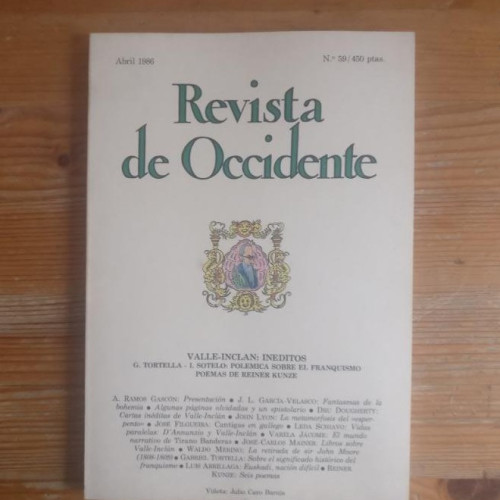 Abril 1986 N.º 59/450 ptas.
Revista
de Occidente
VALLE-INCLAN: INEDITOS
G. TORTELLA - I. SOTELO: POLEMICA SOBRE EL FRANQUISMO
POEMAS DE REINER KUNZE
A. RAMOS GASCÓN: Presentación • J. L. GARCÍA-VELASCO: Fantasmas de la
bohemia • Algunas páginas olvidadas y un epistolario • DRU DOUGHERTY:
Cartas inéditas de Valle-Inclán • JOHN LYON: La metamorfosis del «esper-
pento» • JOSÉ FILGUEIRA: Cantigas en gallego • LEDA SCHIAVO: Vidas
paralelas: D'Annunzio y Valle-Inclán • VARELA JÁCOME: El mundo
narrativo de Tirano Banderas • JOSÉ-CARLOS MAINER: Libros sobre
Valle-Inclán • WALDO MERINO: La retirada de sir John Moore
(1808-1809) • GABRIEL TORTELLA: Sobre el significado histórico del
franquismo • LUIS ABRILLAGA: Euskadi, nación difícil • REINER
KUNZE: Seis poemas
Viñeta: Julio Caro Baroja